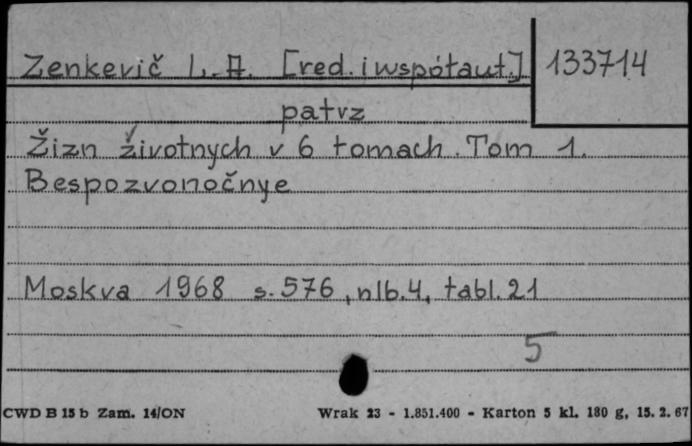 Zenkevič L.A. [red. i współaut.] 133714
patrz
Žizn životnych v 6 tomach. Tom 1.
Bespozvonočnye
Moskva 1968 s. 576, nlb. 4, tabl. 21
5
CWD B 15 b Zam. 14/ON Wrak 23 - 1.851.400 - Karton 5 kl. 180 g, 15. 2. 67